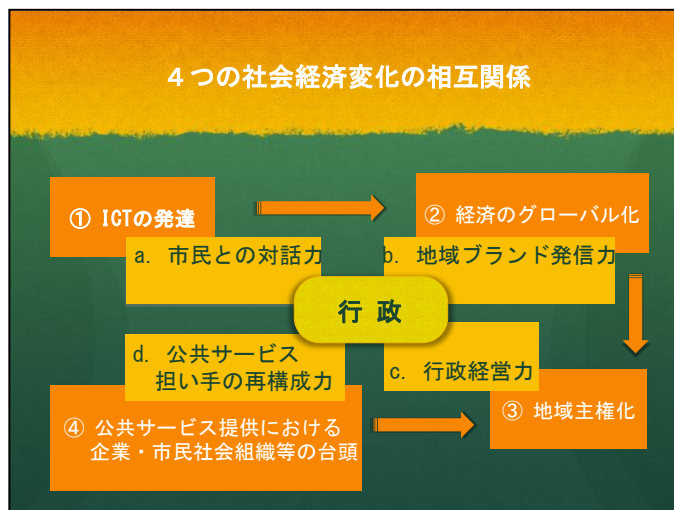 ４つの社会経済変化の相互関係
① ICTの発達
② 経済のグローバル化
a. 市民との対話力
b. 地域ブランド発信力
行 政
d. 公共サービス
担い手の再構成力
c. 行政経営力
③ 地域主権化
④ 公共サービス提供における
企業・市民社会組織等の台頭